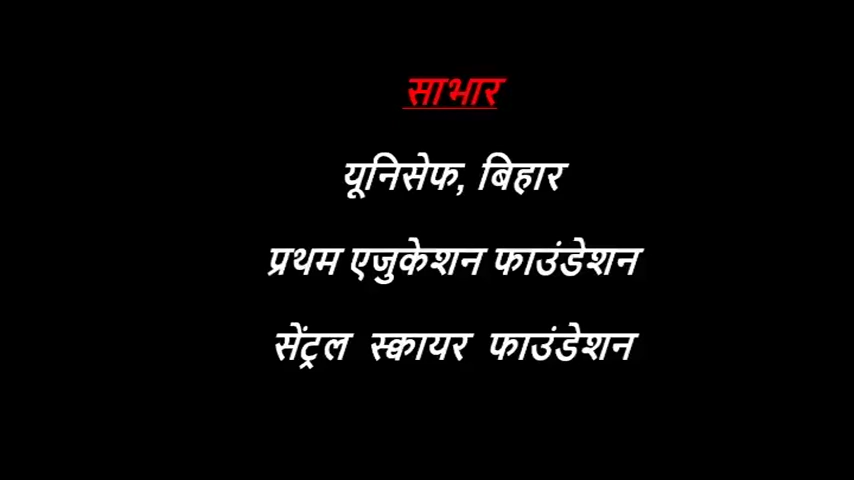 साभार
यूनिसेफ, बिहार
प्रथम एजुकेशन फाउंडेशन
सेंट्रल स्क्वायर फाउंडेशन